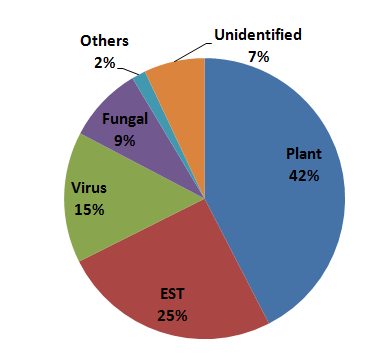 Others
2%
Unidentified
7%
Plant
42%
Fungal
9%
Virus
15%
EST
25%